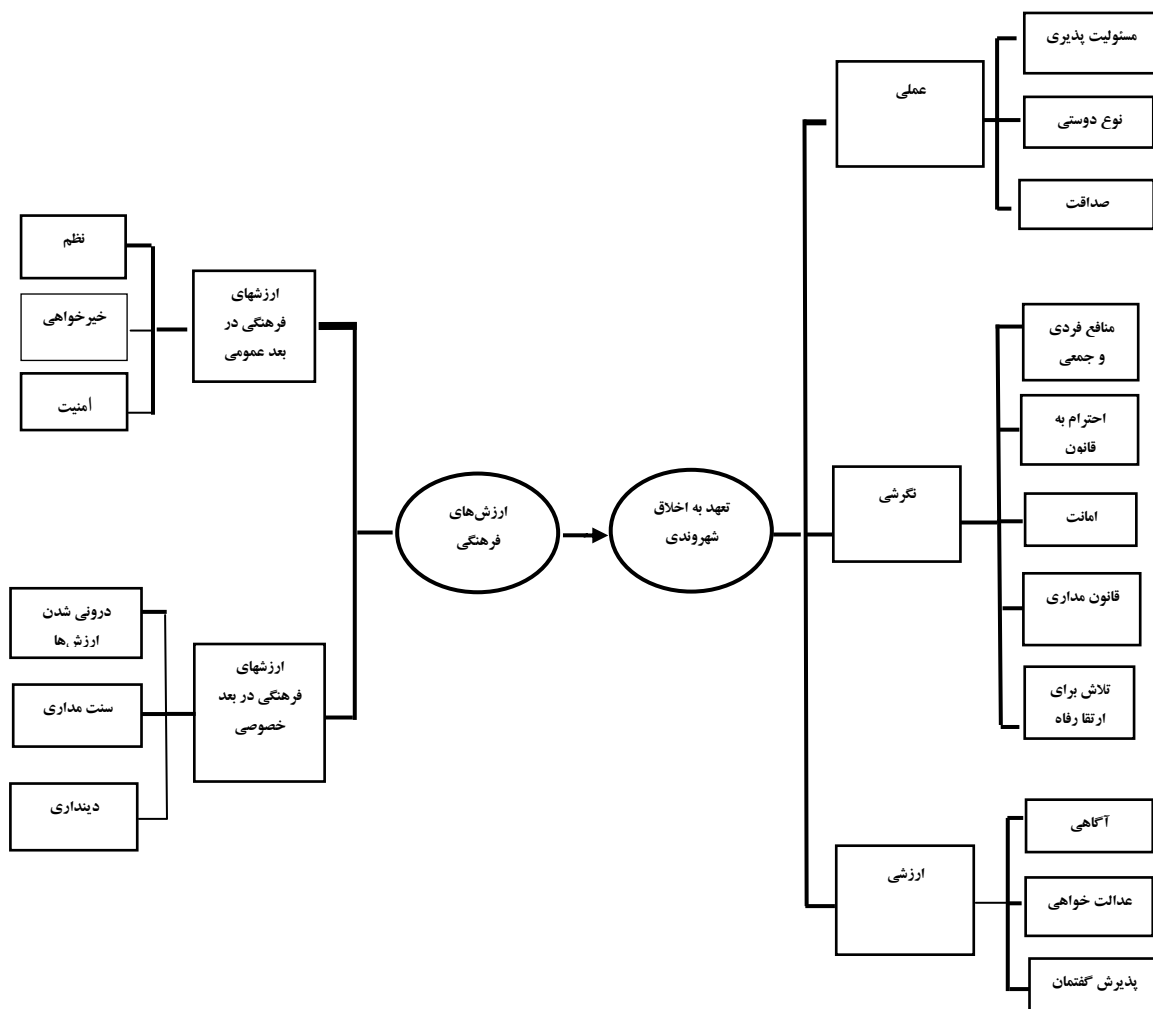 مسئولیت پذیری
عملی
نوع دوستی
صداقت
نظم
ارزشهای
فرهنگی در
بعد عمومی
خیرخواهی
أمنیت
منافع فردی
و جمعی
احترام به
قانون
نگرشی
امانت
قانون مداری
تلاش برای
ارتقا رفاه
تعهد به اخلاق
شهروندی
ارزش‌های
فرهنگی
درونی شدن
ارزش‌ها
ارزشهای
فرهنگی در بعد
خصوصی
سنت مداری
دینداری
آگاهی
ارزشی
عدالت خواهی
پذیرش گفتمان